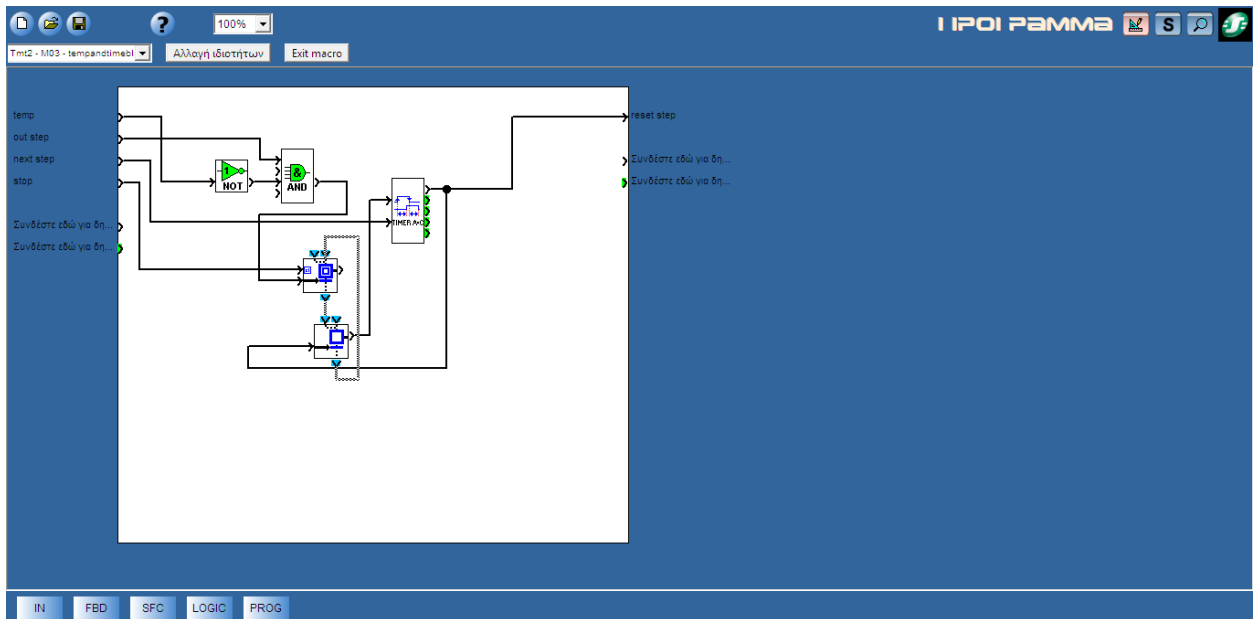 100%
ΠΡΟΓΡΑΜΜΑ
S
Tmt2 - M03 - tempandtimebl
Αλλαγή ιδιοτήτων
Exit macro
temp
out step
next step
stop
Συνδέστε εδώ για δη...
Συνδέστε εδώ για δη...
reset step
Συνδέστε εδώ για δη...
Συνδέστε εδώ για δη...
1
NOT
&
AND
TIMER A•C
IN
FBD
SFC
LOGIC
PROG